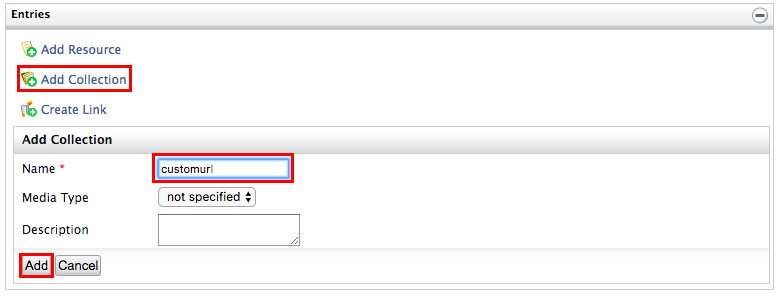 Entries
Add Resource
Add Collection
Create Link
Add Collection
Name *
customurl
Media Type
not specified
Description
Add Cancel